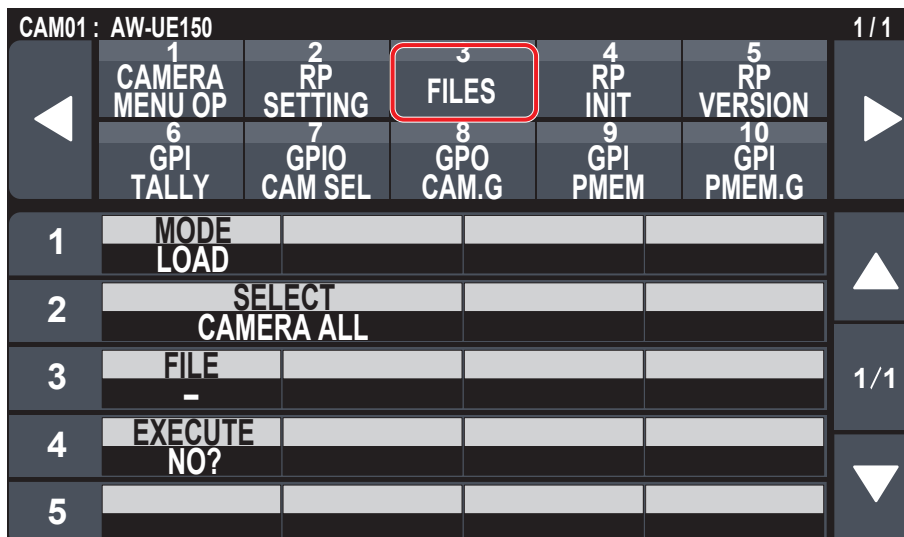 CAM01 : AW-UE150 1/1
1 2 3 4 5
CAMERA MENU OP
RP SETTING
FILES
RP INIT
RP VERSION
6 7 8 9 10
GPI TALLY
GPIO CAM SEL
GPO CAM.G
GPI PMEM
GPI PMEM.G
1 MODE
LOAD
2 SELECT
CAMERA ALL
3 FILE
–
1/1
4 EXECUTE
NO?
5